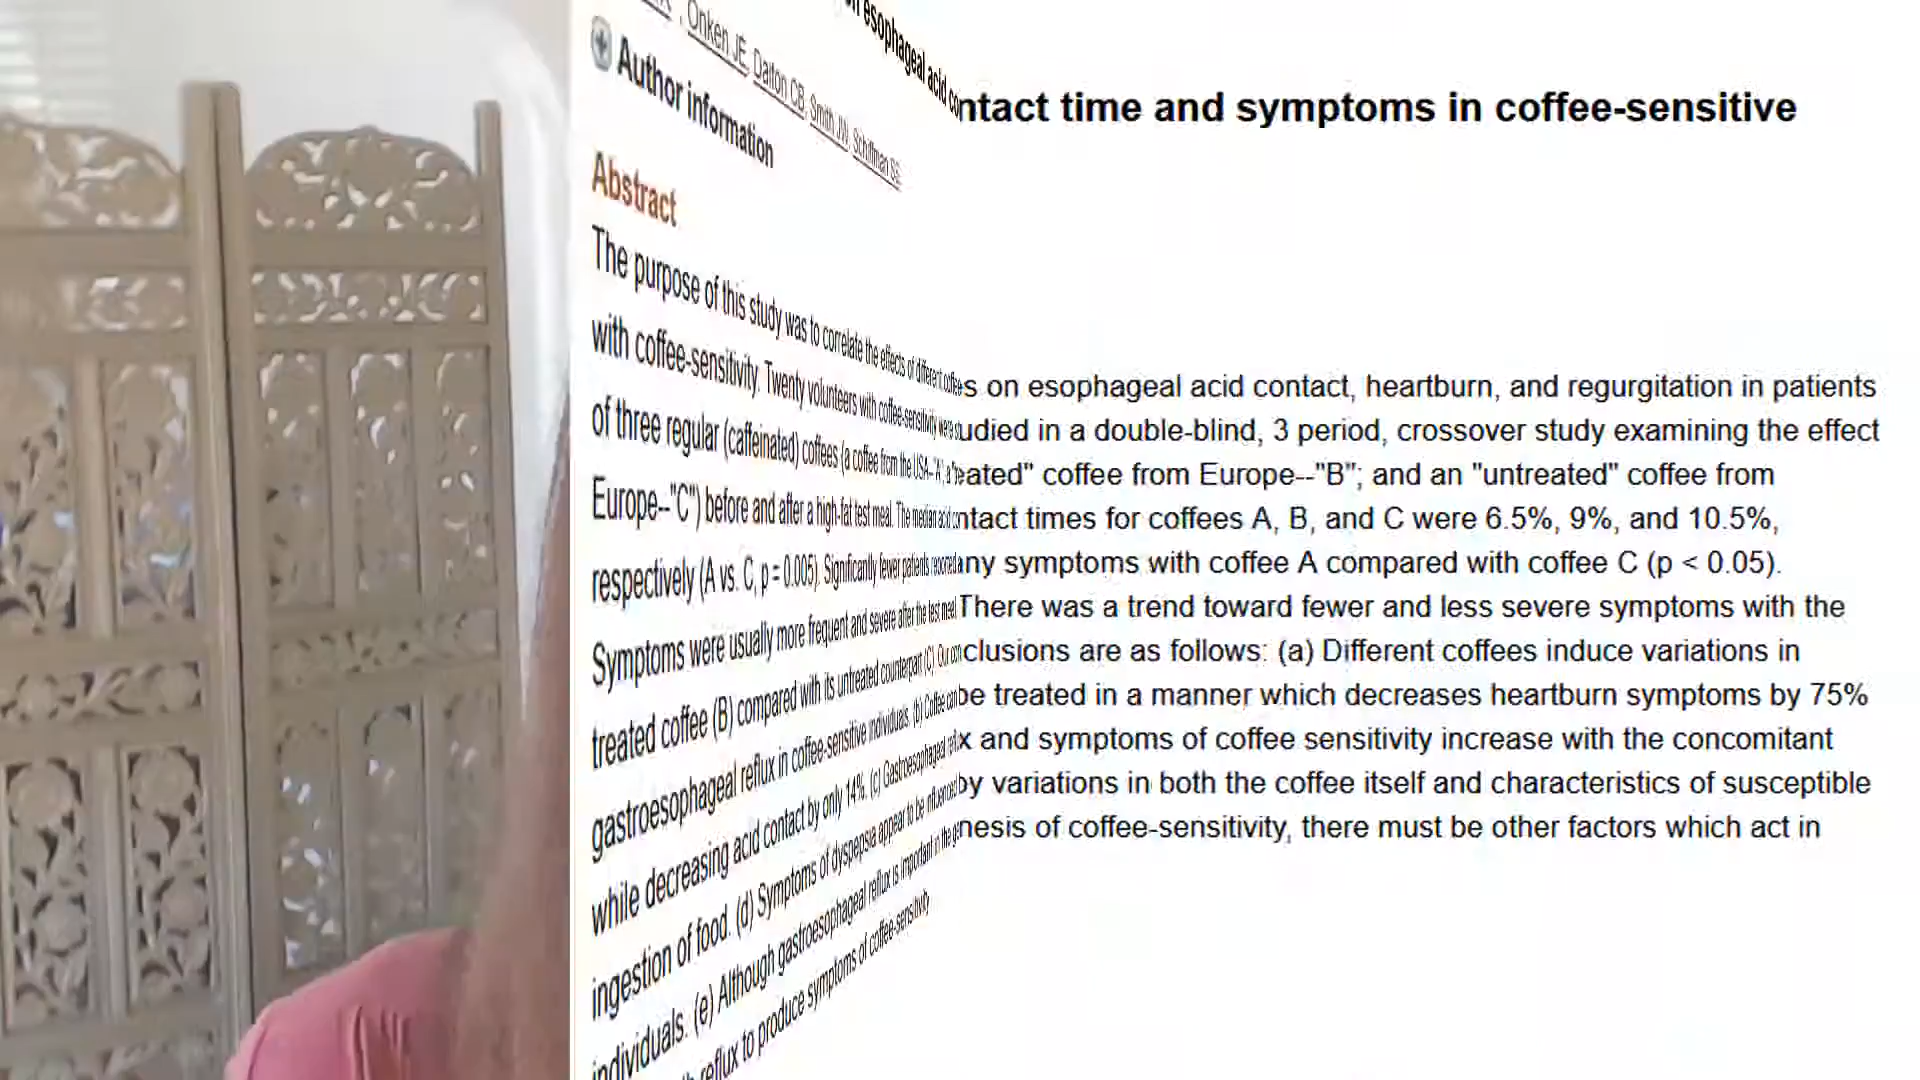 on esophageal acid contact time and symptoms in coffee-sensitive
, Onken JE, Dalton CB, Smith JW, Schiffman SS.
Author information
Abstract
The purpose of this study was to correlate the effects of different coffees on esophageal acid contact, heartburn, and regurgitation in patients
with coffee-sensitivity. Twenty volunteers with coffee-sensitivity were studied in a double-blind, 3 period, crossover study examining the effect
of three regular (caffeinated) coffees (a coffee from the USA--"A"; a "treated" coffee from Europe--"B"; and an "untreated" coffee from
Europe--"C") before and after a high-fat test meal. The median acid contact times for coffees A, B, and C were 6.5%, 9%, and 10.5%,
respectively (A vs. C, p = 0.005). Significantly fewer patients reported any symptoms with coffee A compared with coffee C (p < 0.05).
Symptoms were usually more frequent and severe after the test meal. There was a trend toward fewer and less severe symptoms with the
treated coffee (B) compared with its untreated counterpart (C). Our conclusions are as follows: (a) Different coffees induce variations in
gastroesophageal reflux in coffee-sensitive individuals. (b) Coffee can be treated in a manner which decreases heartburn symptoms by 75%
while decreasing acid contact by only 14%. (c) Gastroesophageal reflux and symptoms of coffee sensitivity increase with the concomitant
ingestion of food. (d) Symptoms of dyspepsia appear to be influenced by variations in both the coffee itself and characteristics of susceptible
individuals. (e) Although gastroesophageal reflux is important in the genesis of coffee-sensitivity, there must be other factors which act in
reflux to produce symptoms of coffee-sensitivity